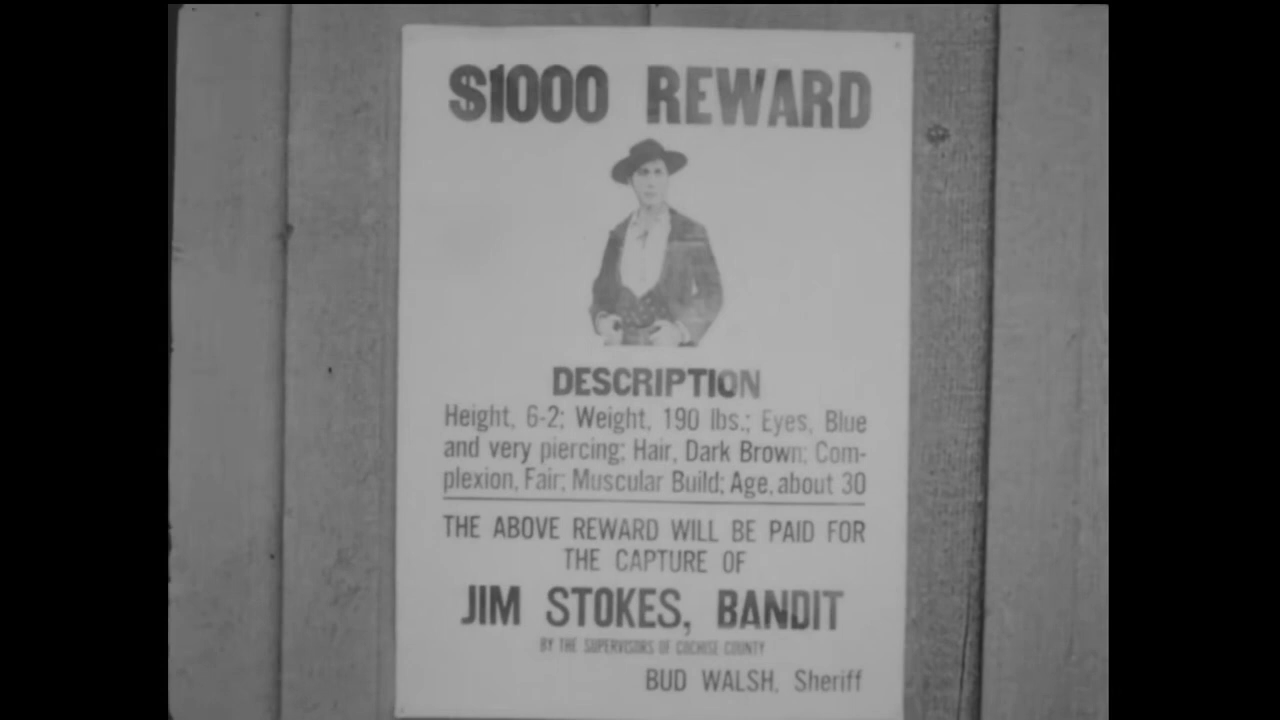 $1000 REWARD
DESCRIPTION
Height, 6-2; Weight, 190 lbs.; Eyes, Blue
and very piercing; Hair, Dark Brown; Com-
plexion, Fair; Muscular Build; Age, about 30
THE ABOVE REWARD WILL BE PAID FOR
THE CAPTURE OF
JIM STOKES, BANDIT
BY THE SUPERVISORS OF COCHISE COUNTY
BUD WALSH, Sheriff